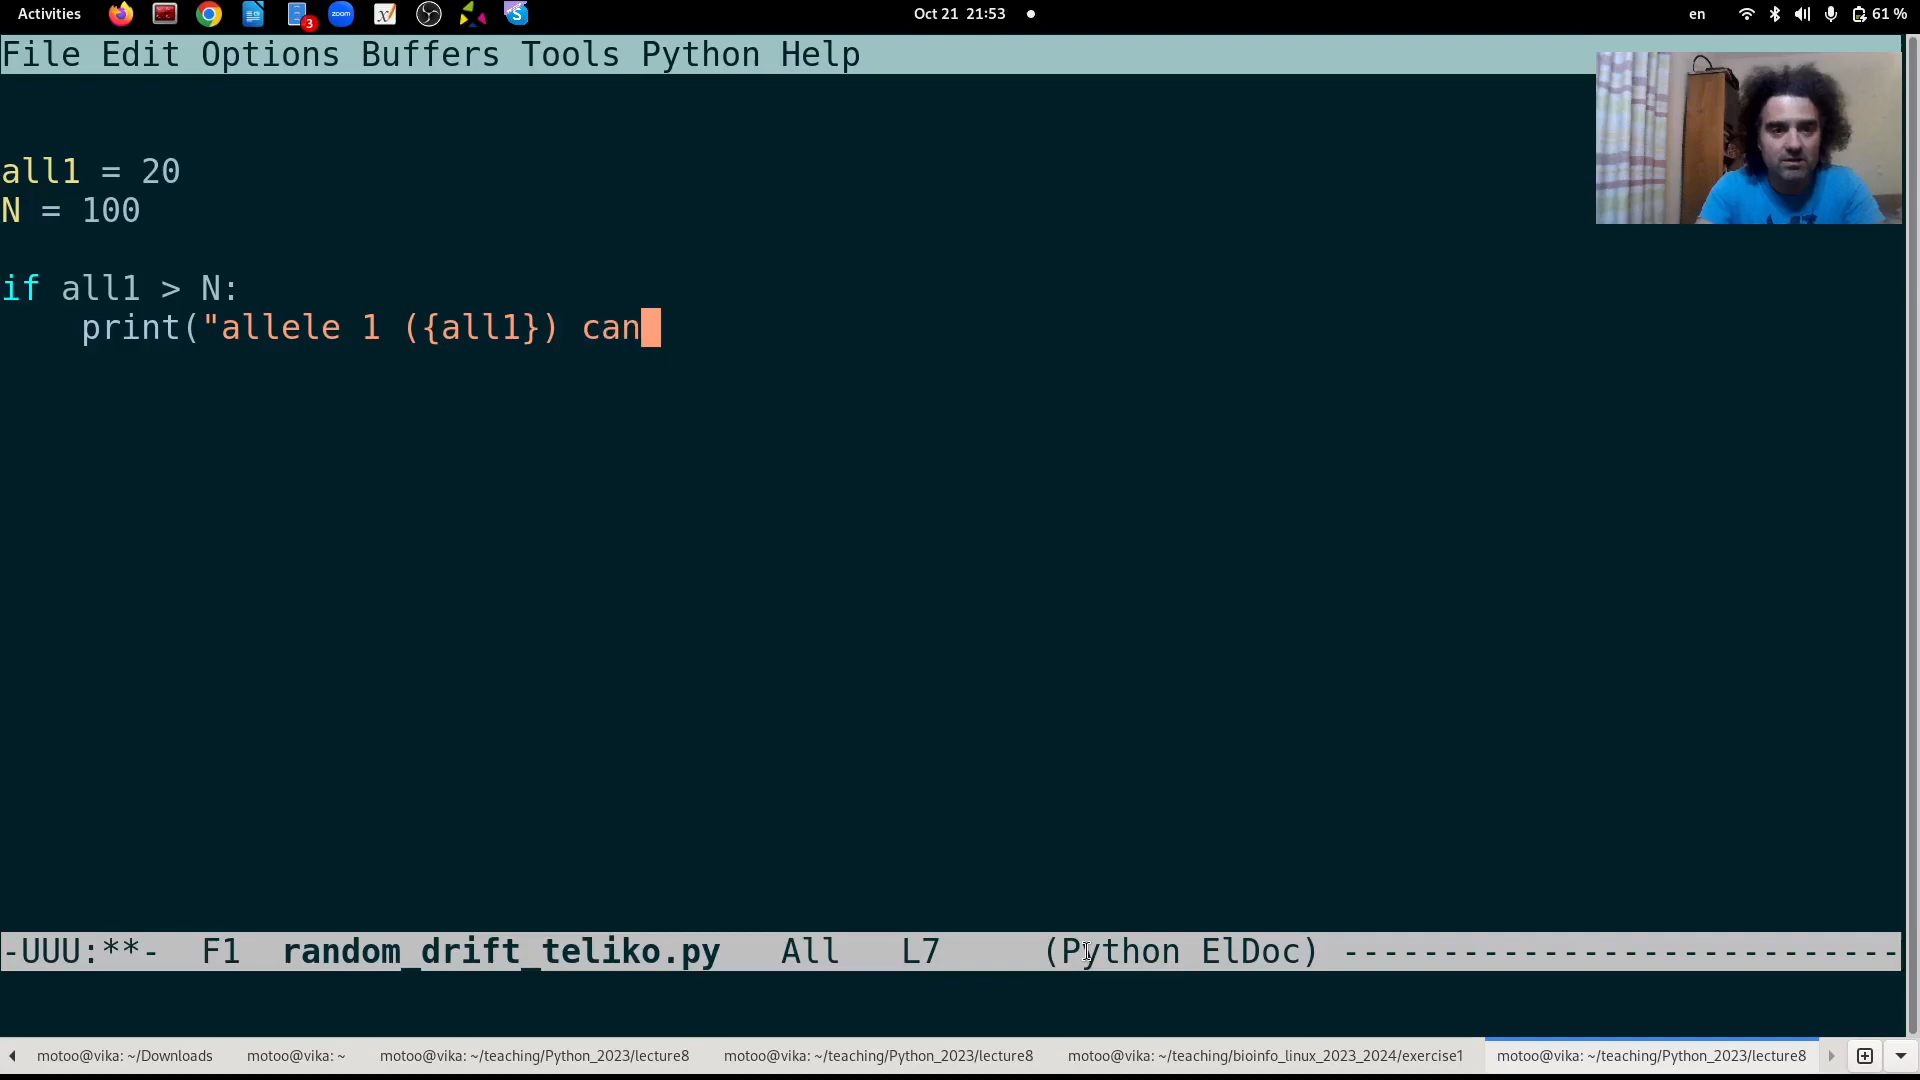 Activities zoom 3 Oct 21 21:53 en 61 %
File Edit Options Buffers Tools Python Help
all1 = 20
N = 100
if all1 > N:
print("allele 1 ({all1}) can
-UUU:**- F1 random_drift_teliko.py All L7 (Python ElDoc) ----------------------------
motoo@vika: ~/Downloads motoo@vika: ~ motoo@vika: ~/teaching/Python_2023/lecture8 motoo@vika: ~/teaching/Python_2023/lecture8 motoo@vika: ~/teaching/bioinfo_linux_2023_2024/exercise1 motoo@vika: ~/teaching/Python_2023/lecture8